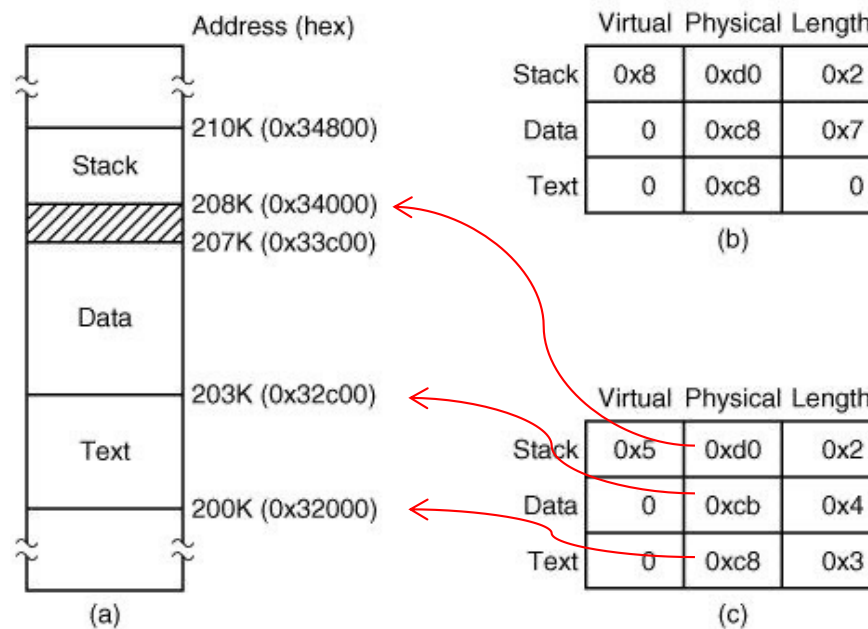 Address (hex)
210K (0x34800)
Stack
208K (0x34000)
207K (0x33c00)
Data
203K (0x32c00)
Text
200K (0x32000)
(a)
Virtual Physical Length
Stack 0x8 0xd0 0x2
Data 0 0xc8 0x7
Text 0 0xc8 0
(b)
Virtual Physical Length
Stack 0x5 0xd0 0x2
Data 0 0xcb 0x4
Text 0 0xc8 0x3
(c)